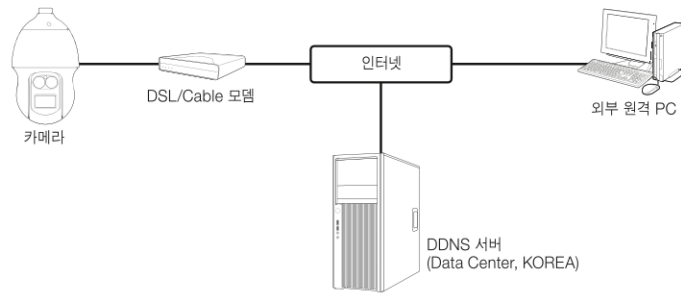 인터넷
DSL/Cable 모뎀
카메라
외부 원격 PC
DDNS 서버
(Data Center, KOREA)